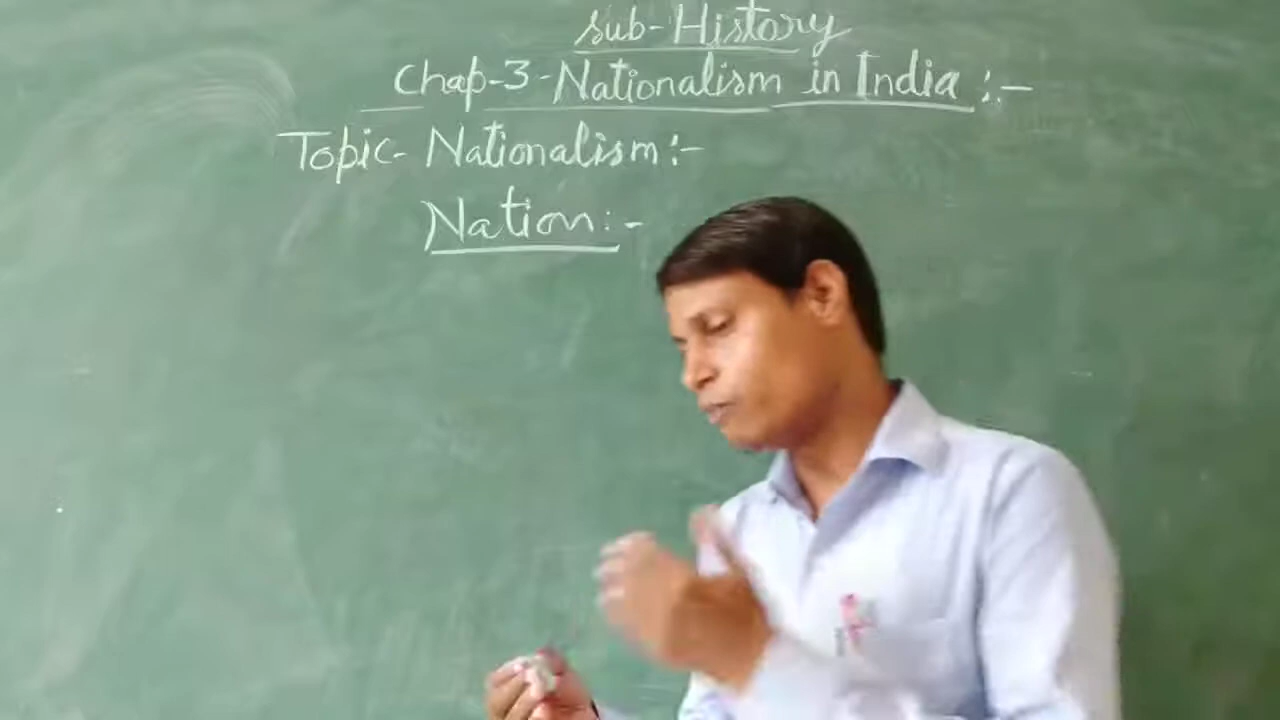 Sub-History
Chap-3-Nationalism in India :-
Topic- Nationalism:-
Nation:-